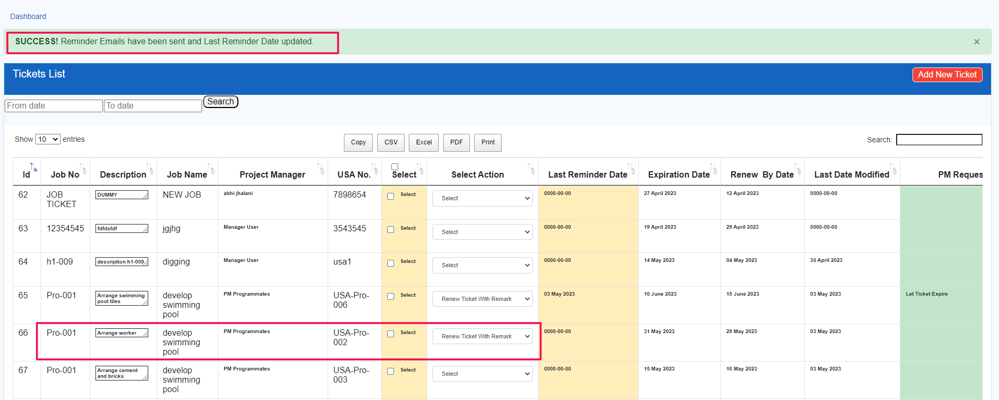 Dashboard
SUCCESS! Reminder Emails have been sent and Last Reminder Date updated.
×
Tickets List
Add New Ticket
From date
To date
Search
Show 10 entries
Copy
CSV
Excel
PDF
Print
Search:
Id
Job No
Description
Job Name
Project Manager
USA No.
Select
Select Action
Last Reminder Date
Expiration Date
Renew By Date
Last Date Modified
PM Reques
62
JOB
TICKET
DUMMY
NEW JOB
abhi jhalani
7898654
Select
Select
0000-00-00
27 April 2023
12 April 2023
0000-00-00
63
12354545
fdfdsfdf
jgjhg
Manager User
3543545
Select
Select
0000-00-00
19 April 2023
29 April 2023
0000-00-00
64
h1-009
description h1-009
digging
Manager User
usa1
Select
Select
0000-00-00
14 May 2023
04 May 2023
30 April 2023
65
Pro-001
Arrange swimming
pool tiles
develop
swimming
pool
PM Programmates
USA-Pro-
006
Select
Renew Ticket With Remark
03 May 2023
10 June 2023
15 June 2023
03 May 2023
Let Ticket Expire
66
Pro-001
Arrange worker
develop
swimming
pool
PM Programmates
USA-Pro-
002
Select
Renew Ticket With Remark
0000-00-00
31 May 2023
29 May 2023
03 May 2023
67
Pro-001
Arrange cement
and bricks
develop
swimming
pool
PM Programmates
USA-Pro-
003
Select
Select
0000-00-00
15 May 2023
16 May 2023
03 May 2023